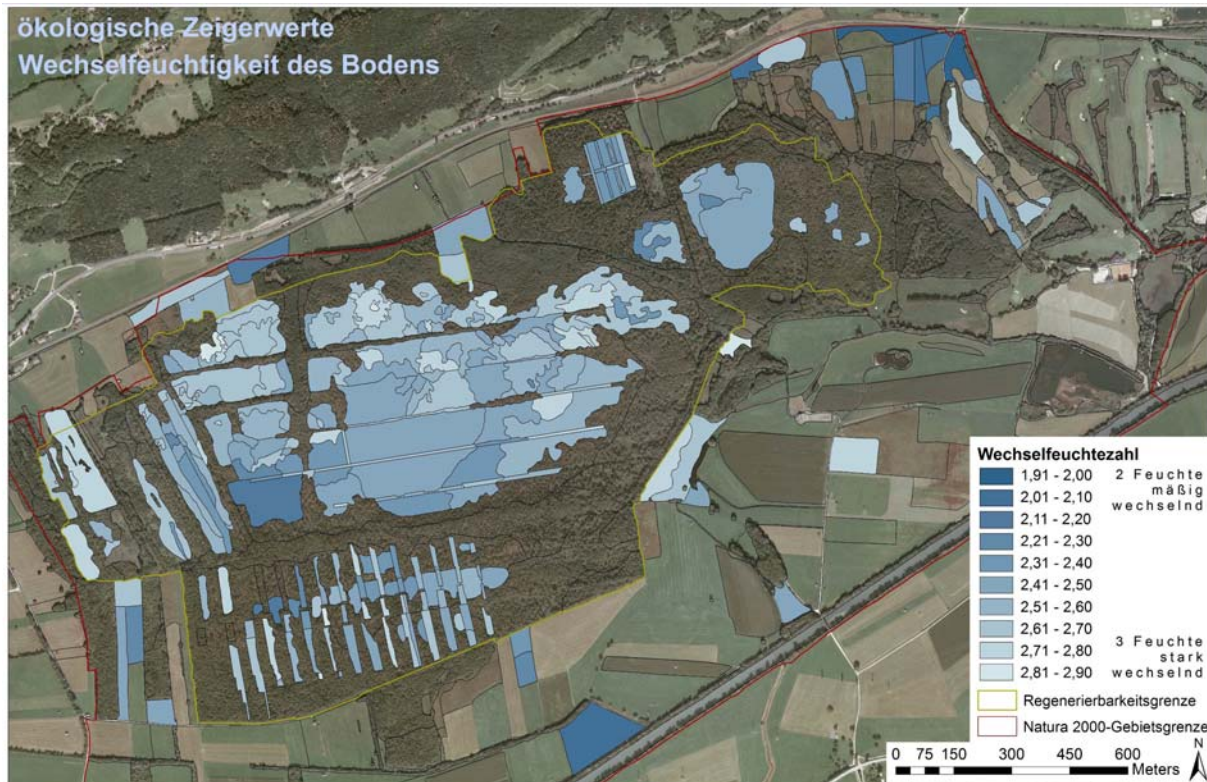 ökologische Zeigerwerte
Wechselfeuchtigkeit des Bodens
Wechselfeuchtezahl
1,91 - 2,00
2,01 - 2,10
2,11 - 2,20
2,21 - 2,30
2,31 - 2,40
2,41 - 2,50
2,51 - 2,60
2,61 - 2,70
2,71 - 2,80
2,81 - 2,90
2 Feuchte
mäßig
wechselnd
3 Feuchte
stark
wechselnd
Regenerierbarkeitsgrenze
Natura 2000-Gebietsgrenze
0 75 150 300 450 600
Meters
N